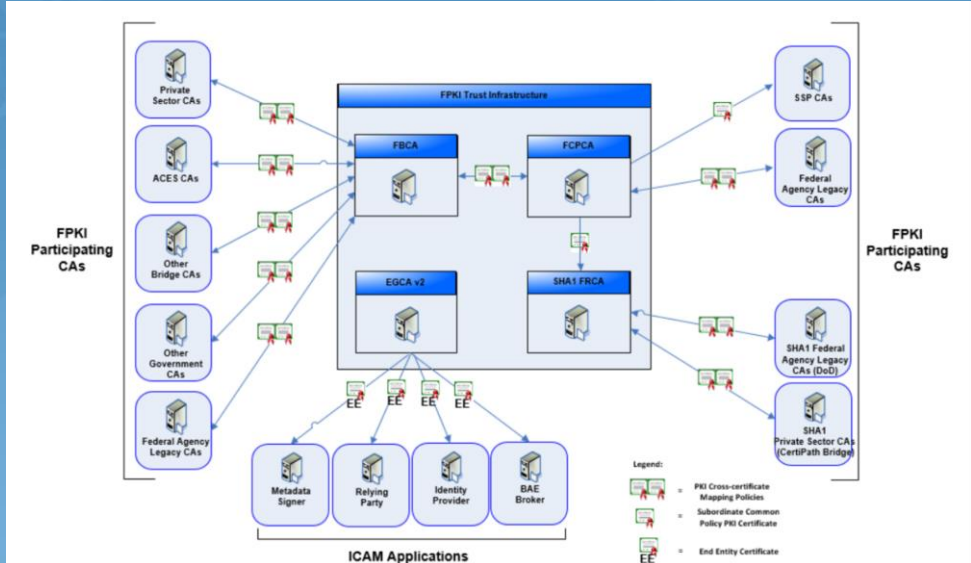 FPKI
Participating
CAs
Private
Sector CAs
ACES CAs
Other
Bridge CAs
Other
Government
CAs
Federal Agency
Legacy CAs
FPKI Trust Infrastructure
FBCA
FCPCA
EGCA v2
SHA1 FRCA
SSP CAs
Federal
Agency Legacy
CAs
FPKI
Participating
CAs
SHA1 Federal
Agency Legacy
CAs (DoD)
SHA1
Private Sector CAs
(CertiPath Bridge)
EE
EE
EE
EE
Metadata
Signer
Relying
Party
Identity
Provider
BAE
Broker
ICAM Applications
Legend:
= PKI Cross-certificate
Mapping Policies
= Subordinate Common
Policy PKI Certificate
EE
= End Entity Certificate